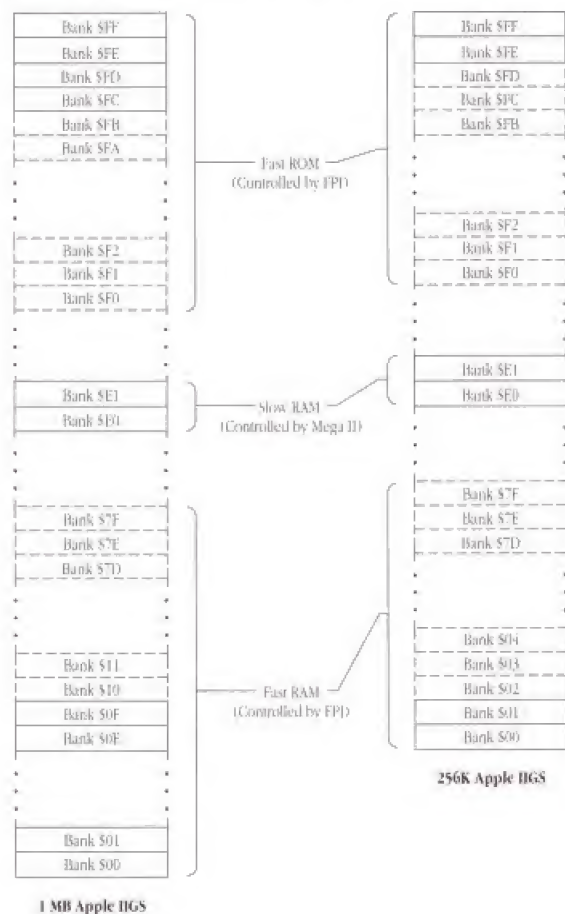 Bank $FF
Bank $FE
Bank $FD
Bank $FC
Bank $FB
Bank $FA
Bank $F2
Bank $F1
Bank $F0
Bank $E1
Bank $E0
Bank $7F
Bank $7E
Bank $7D
Bank $11
Bank $10
Bank $0F
Bank $0E
Bank $01
Bank $00
1 MB Apple IIGS
Fast ROM
(Controlled by FPI)
Slow RAM
(Controlled by Mega II)
Fast RAM
(Controlled by FPI)
Bank $FF
Bank $FE
Bank $FD
Bank $FC
Bank $FB
Bank $F2
Bank $F1
Bank $F0
Bank $E1
Bank $E0
Bank $7F
Bank $7E
Bank $7D
Bank $04
Bank $03
Bank $02
Bank $01
Bank $00
256K Apple IIGS